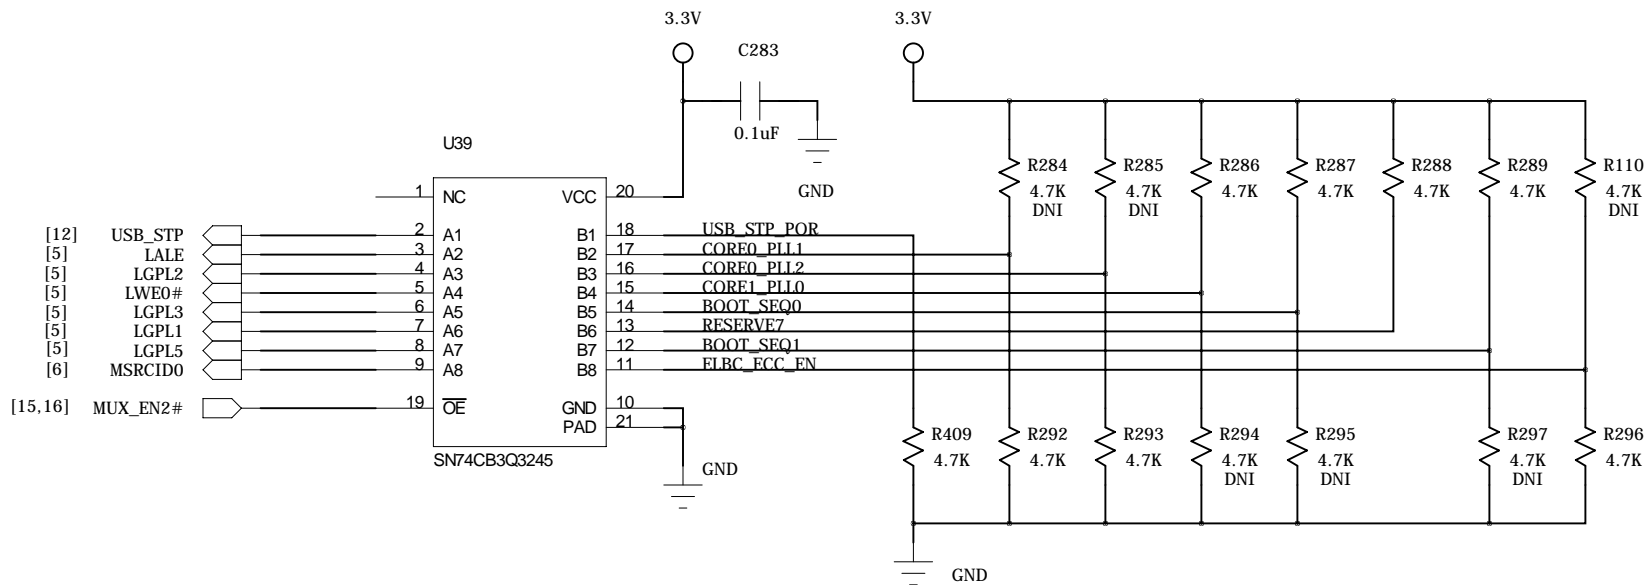 3.3V
3.3V
C283
0.1uF
GND
U39
1 NC VCC 20
[12] USB_STP 2 A1 B1 18 USB_STP_POR
[5] LALE 3 A2 B2 17 CORE0_PLL1
[5] LGPL2 4 A3 B3 16 CORE0_PLL2
[5] LWE0# 5 A4 B4 15 CORE1_PLL0
[5] LGPL3 6 A5 B5 14 BOOT_SEQ0
[5] LGPL1 7 A6 B6 13 RESERVE7
[5] LGPL5 8 A7 B7 12 BOOT_SEQ1
[6] MSRCID0 9 A8 B8 11 ELBC_ECC_EN
[15,16] MUX_EN2# 19 OE GND 10
PAD 21
SN74CB3Q3245
GND
R284 R285 R286 R287 R288 R289 R110
4.7K 4.7K 4.7K 4.7K 4.7K 4.7K 4.7K
DNI DNI DNI
R409 R292 R293 R294 R295 R297 R296
4.7K 4.7K 4.7K 4.7K 4.7K 4.7K 4.7K
DNI DNI DNI
GND